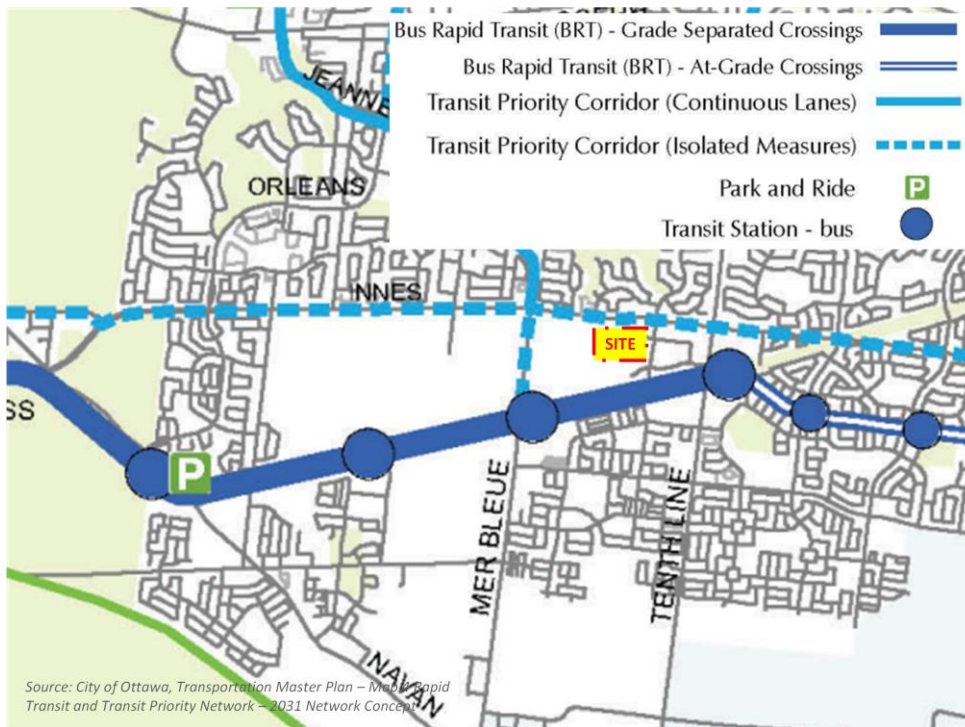 Bus Rapid Transit (BRT) - Grade Separated Crossings
Bus Rapid Transit (BRT) - At-Grade Crossings
Transit Priority Corridor (Continuous Lanes)
Transit Priority Corridor (Isolated Measures)
Park and Ride
P
Transit Station - bus
JEANNE
ORLEANS
NNES
SITE
SS
P
MER BLEUE
TENTH LINE
NAVAN
Source: City of Ottawa, Transportation Master Plan – Map 4 Rapid
Transit and Transit Priority Network – 2031 Network Concept